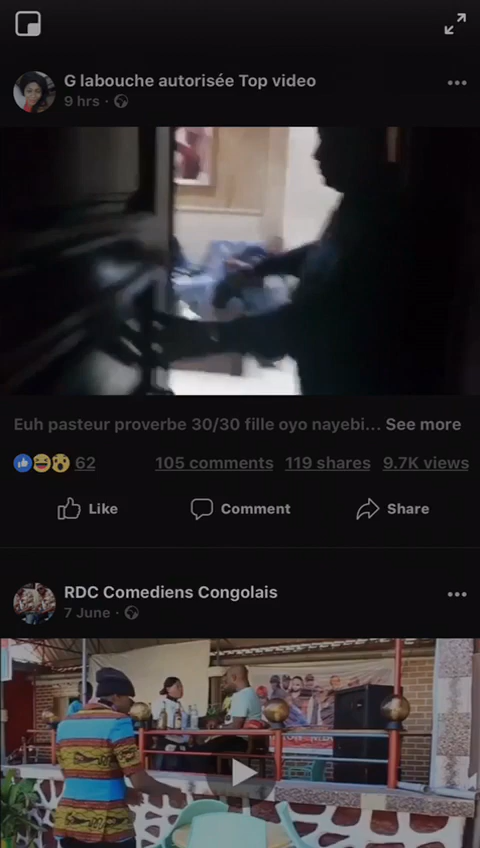 G labouche autorisée Top video
9 hrs ·
Euh pasteur proverbe 30/30 fille oyo nayebi... See more
62 105 comments 119 shares 9.7K views
Like Comment Share
RDC Comediens Congolais
7 June ·